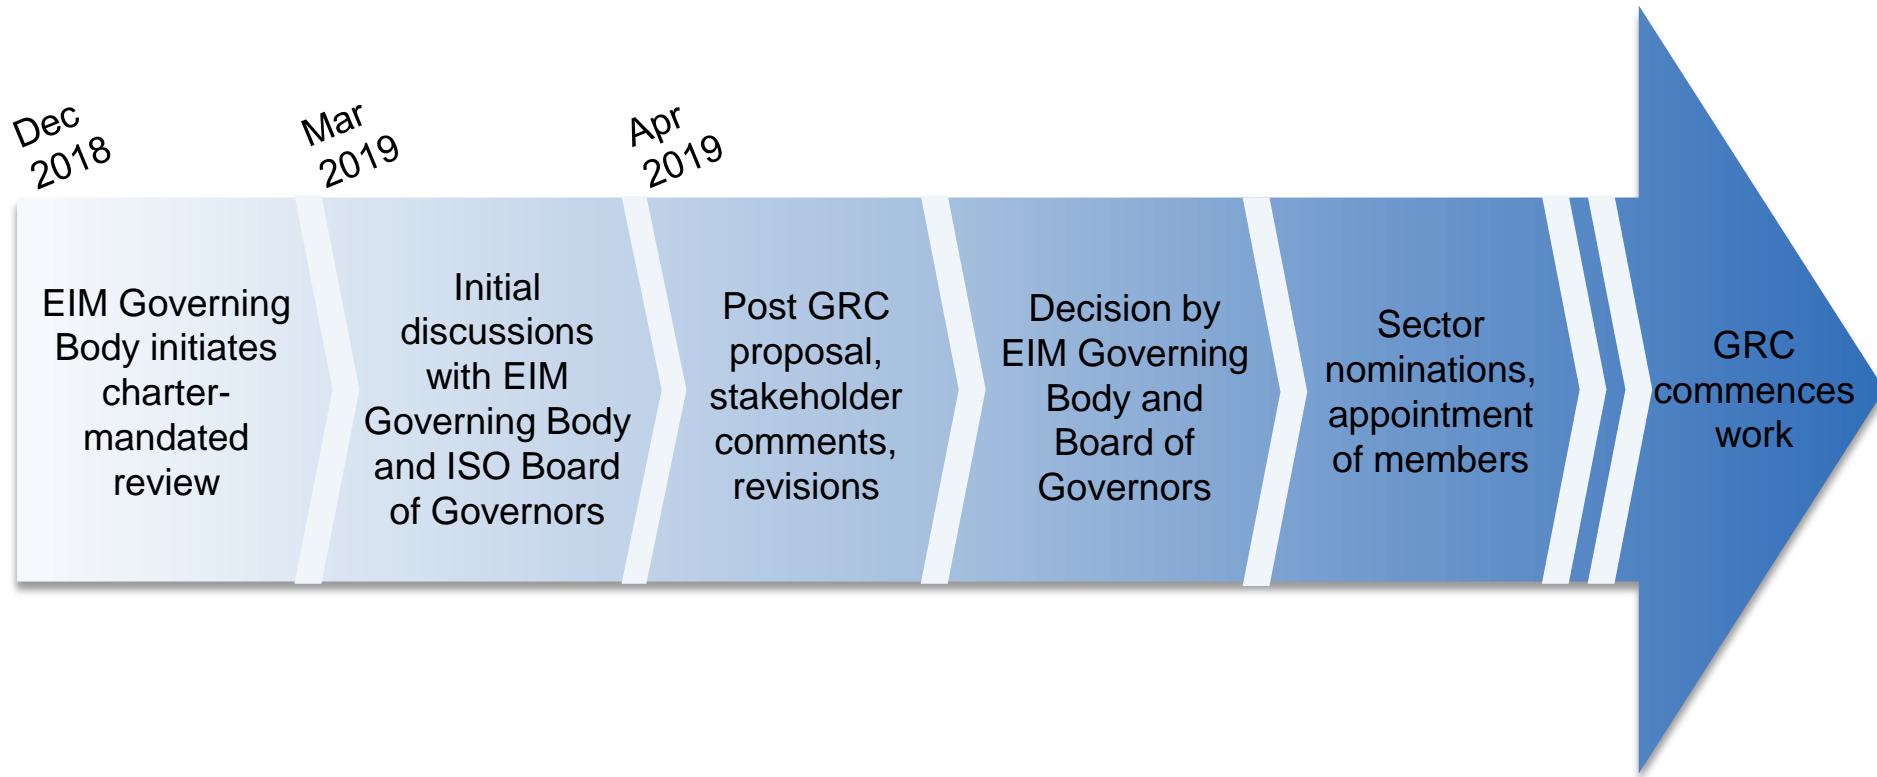 Dec
2018
Mar
2019
Apr
2019
EIM Governing
Body initiates
charter-
mandated
review
Initial
discussions
with EIM
Governing Body
and ISO Board
of Governors
Post GRC
proposal,
stakeholder
comments,
revisions
Decision by
EIM Governing
Body and
Board of
Governors
Sector
nominations,
appointment
of members
GRC
commences
work